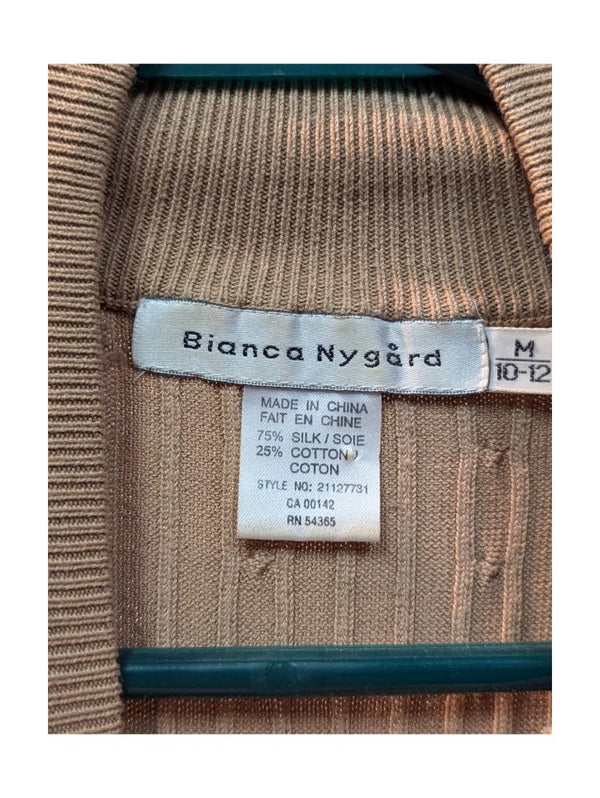 Bianca Nygård
M
10-12
MADE IN CHINA
FAIT EN CHINE
75% SILK / SOIE
25% COTTON /
COTON
STYLE NO: 21127731
CA 00142
RN 54365